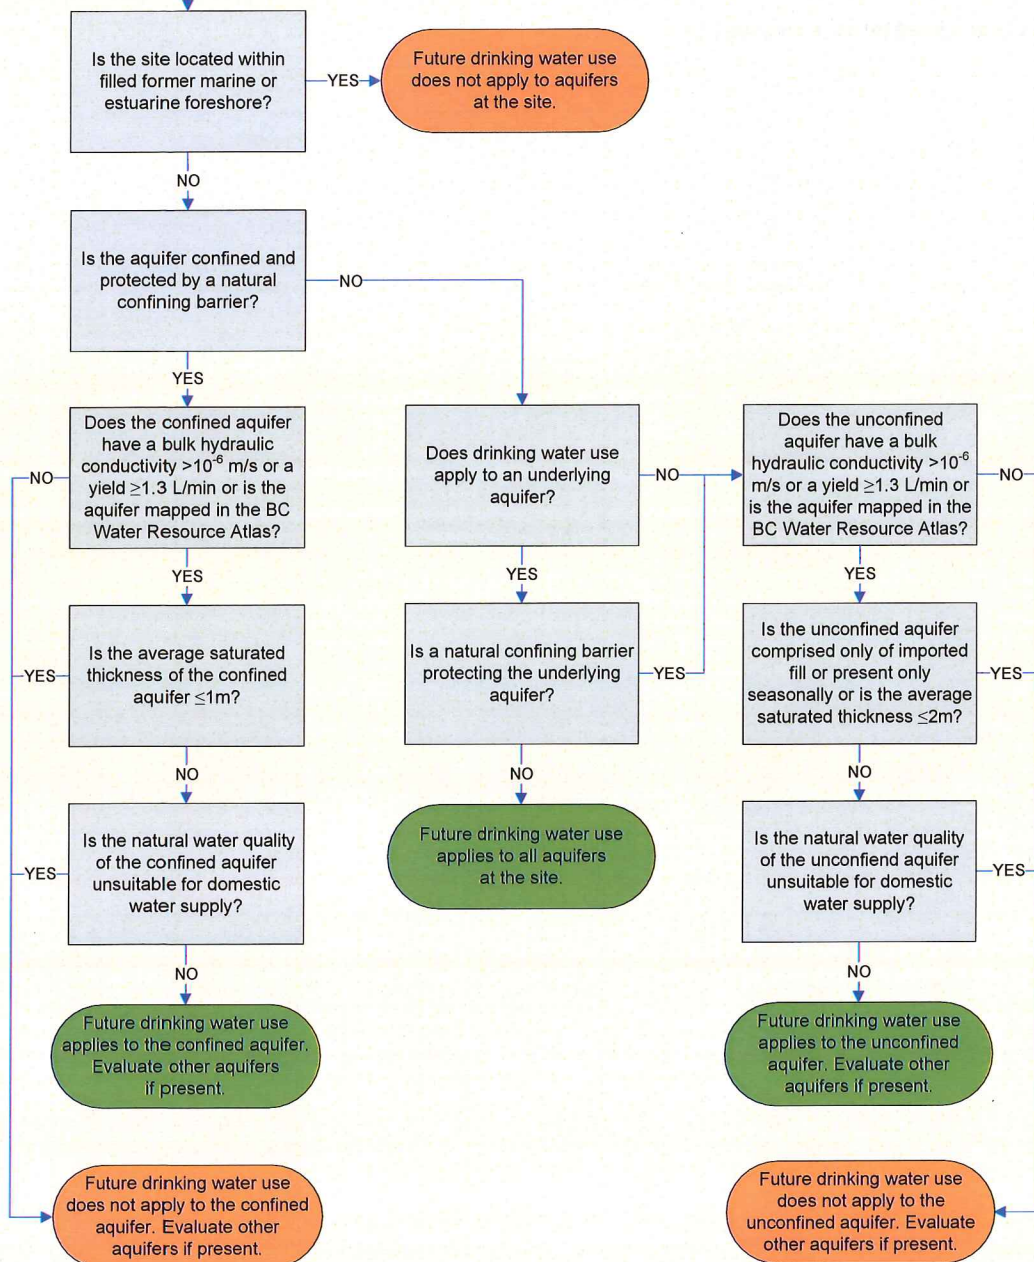 Is the site located within
filled former marine or
estuarine foreshore?
YES
Future drinking water use
does not apply to aquifers
at the site.
NO
Is the aquifer confined and
protected by a natural
confining barrier?
NO
YES
Does the confined aquifer
have a bulk hydraulic
conductivity >10⁻⁶ m/s or a
yield ≥1.3 L/min or is the
aquifer mapped in the BC
Water Resource Atlas?
NO
Does drinking water use
apply to an underlying
aquifer?
NO
Does the unconfined
aquifer have a bulk
hydraulic conductivity >10⁻⁶
m/s or a yield ≥1.3 L/min or
is the aquifer mapped in the
BC Water Resource Atlas?
NO
YES
YES
YES
Is the average saturated
thickness of the confined
aquifer ≤1m?
YES
Is a natural confining barrier
protecting the underlying
aquifer?
YES
Is the unconfined aquifer
comprised only of imported
fill or present only
seasonally or is the average
saturated thickness ≤2m?
YES
NO
NO
NO
Is the natural water quality
of the confined aquifer
unsuitable for domestic
water supply?
YES
Future drinking water use
applies to all aquifers
at the site.
Is the natural water quality
of the unconfiend aquifer
unsuitable for domestic
water supply?
YES
NO
NO
Future drinking water use
applies to the confined aquifer.
Evaluate other aquifers
if present.
Future drinking water use
applies to the unconfined
aquifer. Evaluate other
aquifers if present.
Future drinking water use
does not apply to the confined
aquifer. Evaluate other
aquifers if present.
Future drinking water use
does not apply to the
unconfined aquifer. Evaluate
other aquifers if present.